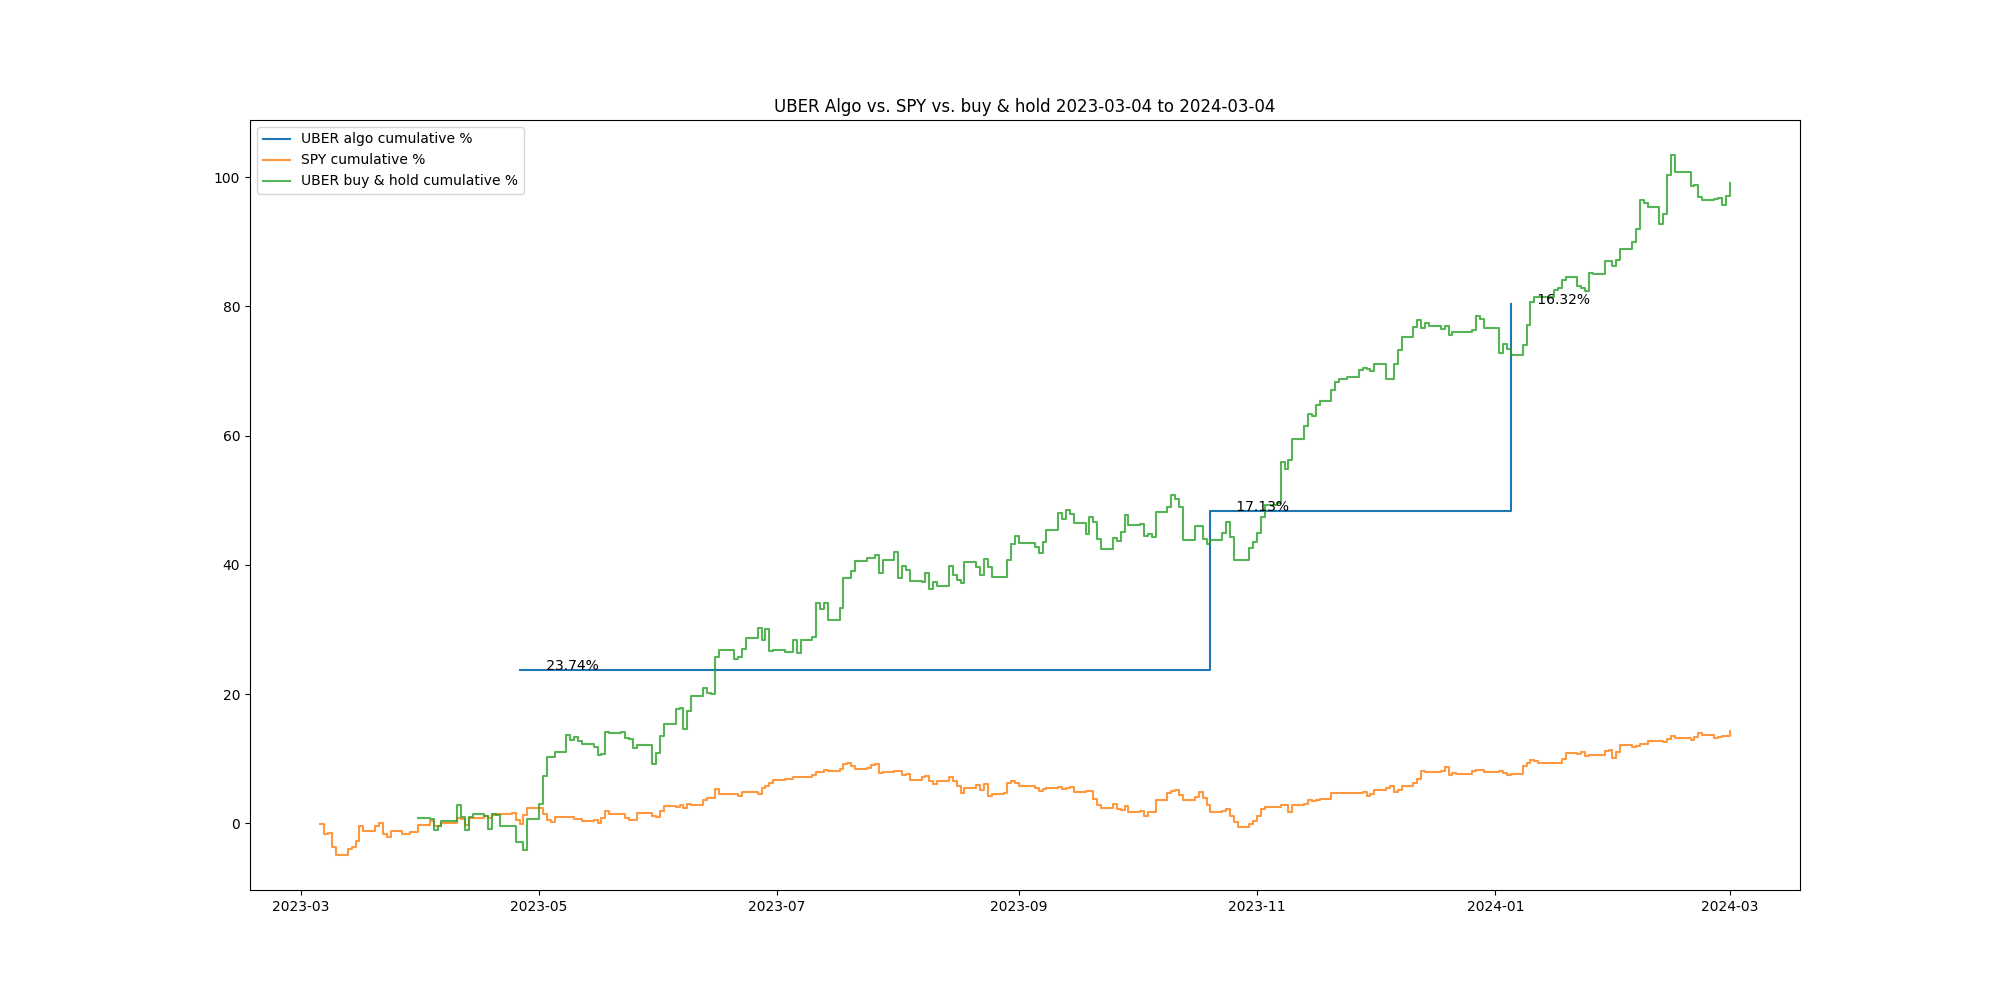 UBER Algo vs. SPY vs. buy & hold 2023-03-04 to 2024-03-04
UBER algo cumulative %
SPY cumulative %
UBER buy & hold cumulative %
100
80
60
40
20
0
16.32%
17.13%
23.74%
2023-03 2023-05 2023-07 2023-09 2023-11 2024-01 2024-03